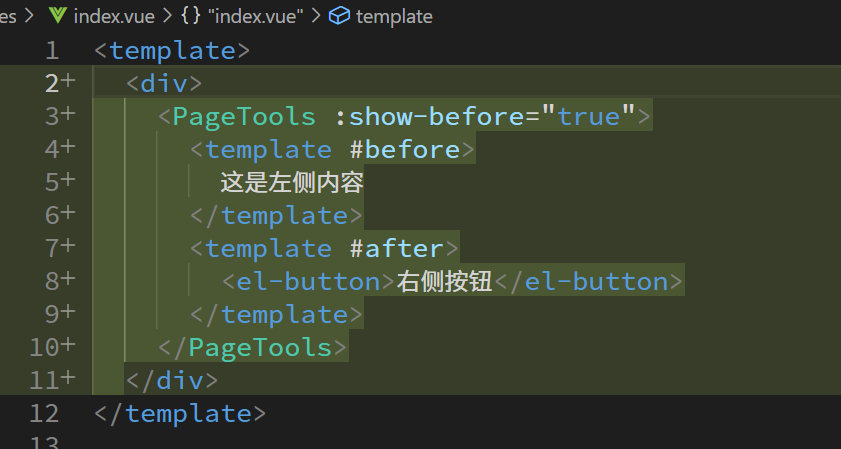 es > index.vue > {} "index.vue" > template
1 <template>
2+ <div>
3+ <PageTools :show-before="true">
4+ <template #before>
5+ 这是左侧内容
6+ </template>
7+ <template #after>
8+ <el-button>右侧按钮</el-button>
9+ </template>
10+ </PageTools>
11+ </div>
12 </template>
13